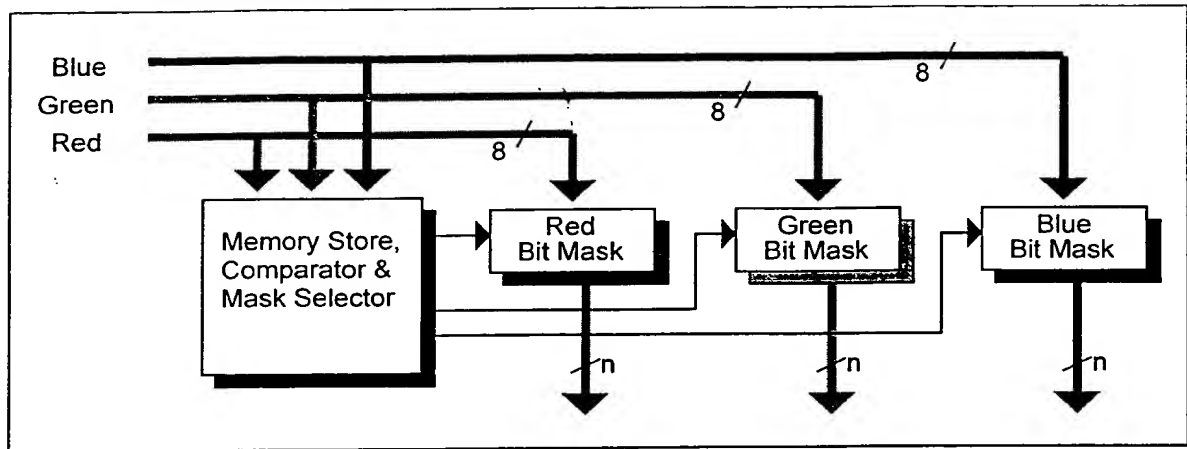 Blue
Green
Red
8
8
8
Memory Store,
Comparator &
Mask Selector
Red
Bit Mask
Green
Bit Mask
Blue
Bit Mask
n
n
n